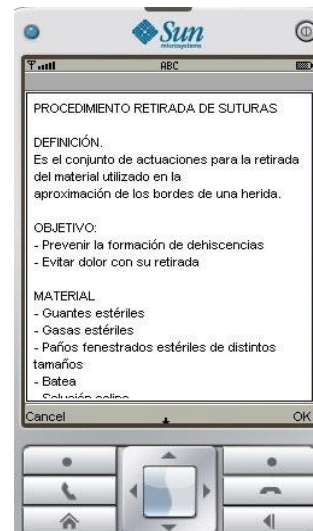 Sun
microsystems
ABC
PROCEDIMIENTO RETIRADA DE SUTURAS
DEFINICIÓN.
Es el conjunto de actuaciones para la retirada
del material utilizado en la
aproximación de los bordes de una herida.
OBJETIVO:
- Prevenir la formación de dehiscencias
- Evitar dolor con su retirada
MATERIAL
- Guantes estériles
- Gasas estériles
- Paños fenestrados estériles de distintos
tamaños
- Batea
- Solución salina
Cancel
OK